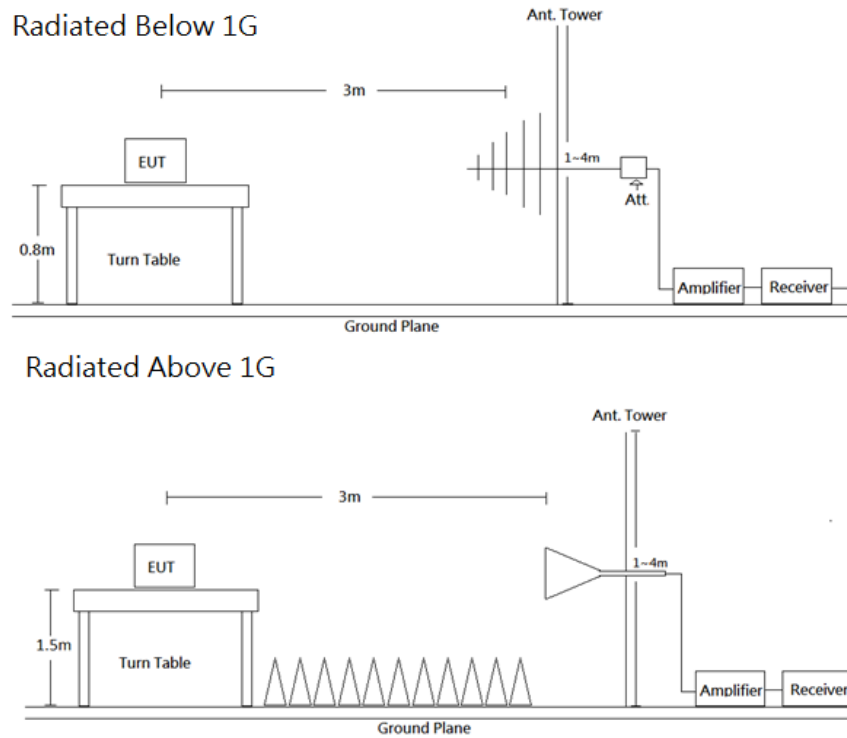 Radiated Below 1G
Ant. Tower
3m
EUT
1~4m
Att.
0.8m
Turn Table
Amplifier
Receiver
Ground Plane
Radiated Above 1G
Ant. Tower
3m
EUT
1~4m
1.5m
Turn Table
Amplifier
Receiver
Ground Plane